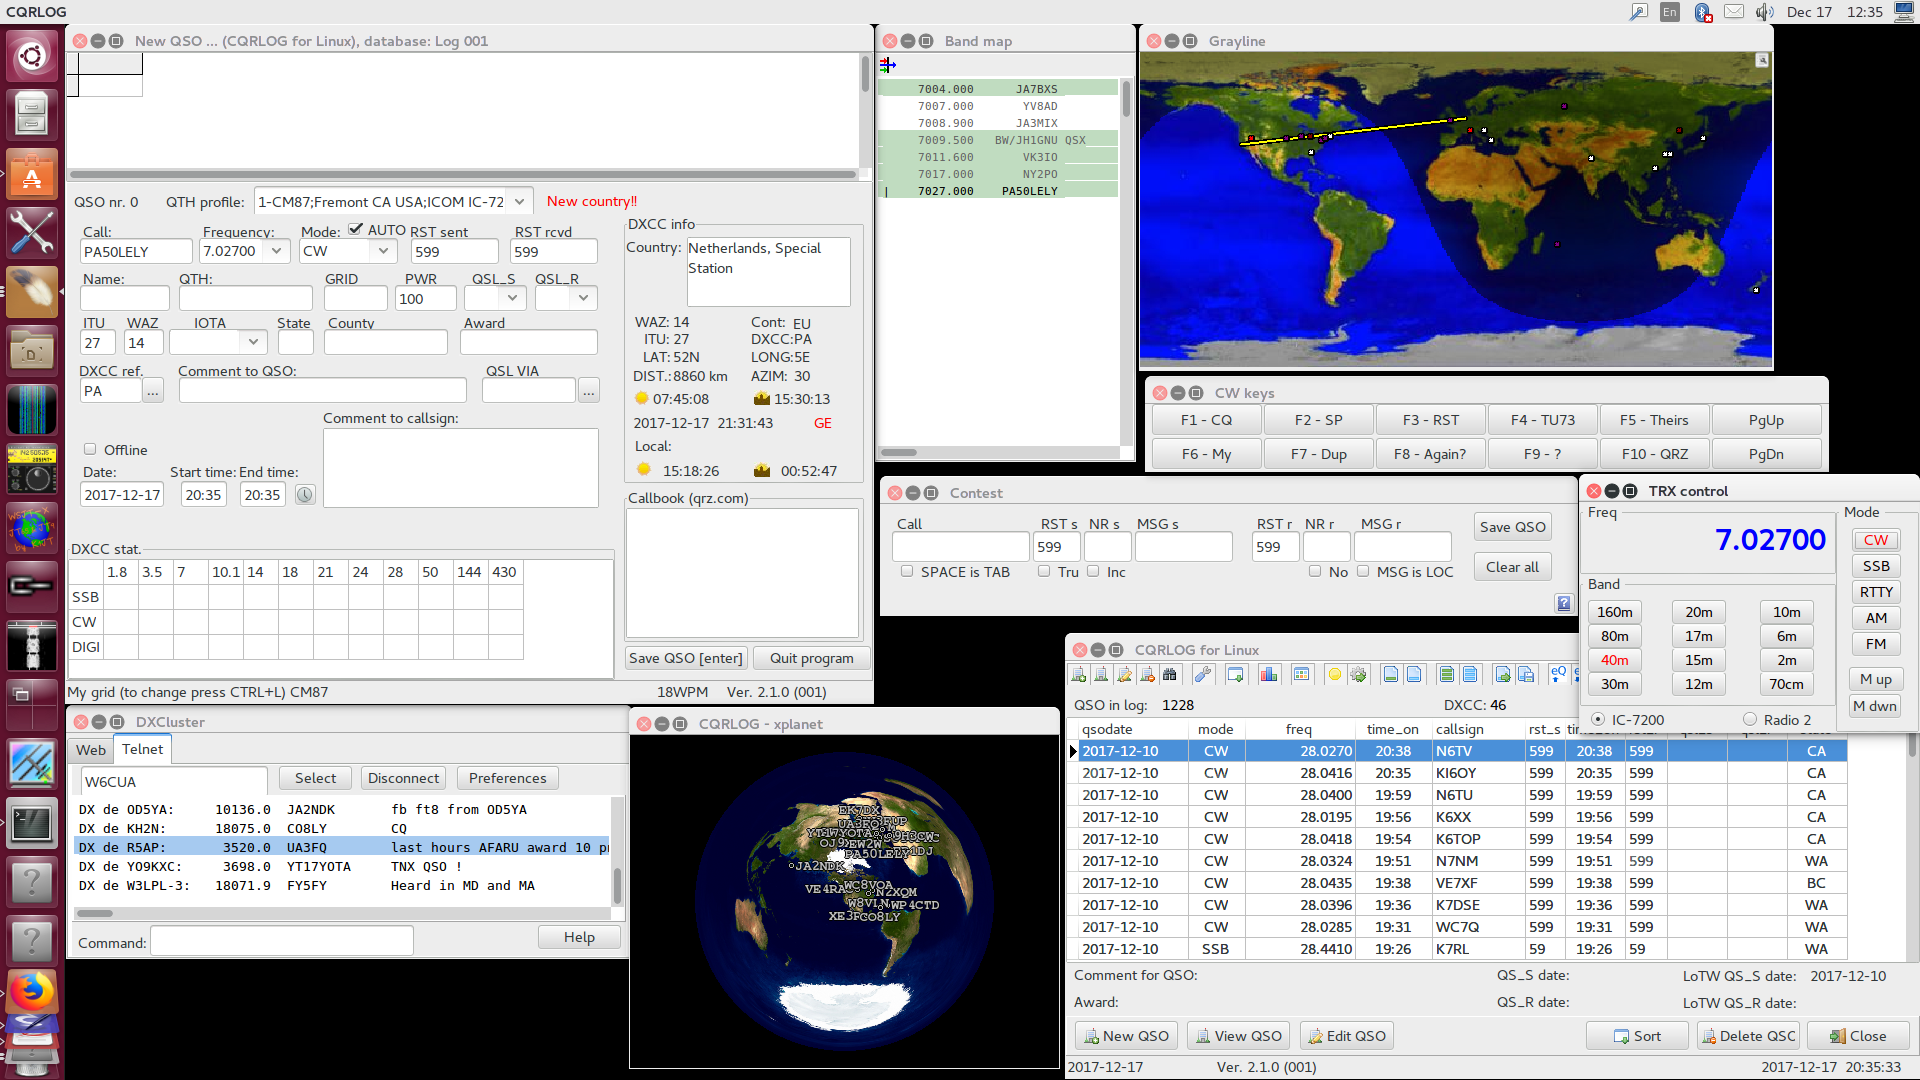 CQRLOG
En
Dec 17 12:35
New QSO ... (CQRLOG for Linux), database: Log 001
QSO nr. 0
QTH profile:
1-CM87;Fremont CA USA;ICOM IC-72
New country!!
Call:
Frequency:
Mode:
AUTO
RST sent
RST rcvd
PA50LELY
7.02700
CW
599
599
Name:
QTH:
GRID
PWR
QSL_S
QSL_R
100
ITU
WAZ
IOTA
State
County
Award
27
14
DXCC ref.
Comment to QSO:
QSL VIA
PA
...
...
Comment to callsign:
Offline
Date:
Start time:
End time:
2017-12-17
20:35
20:35
DXCC info
Country:
Netherlands, Special
Station
WAZ: 14
Cont: EU
ITU: 27
DXCC:PA
LAT: 52N
LONG:5E
DIST.:8860 km
AZIM: 30
07:45:08
15:30:13
2017-12-17 21:31:43
GE
Local:
15:18:26
00:52:47
Callbook (qrz.com)
DXCC stat.
1.8 3.5 7 10.1 14 18 21 24 28 50 144 430
SSB
CW
DIGI
Save QSO [enter]
Quit program
My grid (to change press CTRL+L) CM87
18WPM
Ver. 2.1.0 (001)
Band map
7004.000 JA7BXS
7007.000 YV8AD
7008.900 JA3MIX
7009.500 BW/JH1GNU QSX
7011.600 VK3IO
7017.000 NY2PO
7027.000 PA50LELY
Grayline
CW keys
F1 - CQ
F2 - SP
F3 - RST
F4 - TU73
F5 - Theirs
PgUp
F6 - My
F7 - Dup
F8 - Again?
F9 - ?
F10 - QRZ
PgDn
Contest
Call
RST s
NR s
MSG s
RST r
NR r
MSG r
599
599
Save QSO
SPACE is TAB
Tru
Inc
No
MSG is LOC
Clear all
?
TRX control
Freq
7.02700
Mode
CW
SSB
RTTY
AM
FM
M up
M dwn
Band
160m 20m 10m
80m 17m 6m
40m 15m 2m
30m 12m 70cm
IC-7200
Radio 2
DXCluster
Web
Telnet
W6CUA
Select
Disconnect
Preferences
DX de OD5YA: 10136.0 JA2NDK fb ft8 from OD5YA
DX de KH2N: 18075.0 CO8LY CQ
DX de R5AP: 3520.0 UA3FQ last hours AFARU award 10 p
DX de YO9KXC: 3698.0 YT17YOTA TNX QSO !
DX de W3LPL-3: 18071.9 FY5FY Heard in MD and MA
Command:
Help
CQRLOG - xplanet
EK7DX
YT17YOTA
EW2W
PA50LELY
JA2NDK
WC8VOA
N2XQM
W8VLN
WP4CTD
CO8LY
CQRLOG for Linux
QSO in log: 1228
DXCC: 46
qsodate mode freq time_on callsign rst_s
2017-12-10 CW 28.0270 20:38 N6TV 599 20:38 599 CA
2017-12-10 CW 28.0416 20:35 KI6OY 599 20:35 599 CA
2017-12-10 CW 28.0400 19:59 N6TU 599 19:59 599 CA
2017-12-10 CW 28.0195 19:56 K6XX 599 19:56 599 CA
2017-12-10 CW 28.0418 19:54 K6TOP 599 19:54 599 CA
2017-12-10 CW 28.0324 19:51 N7NM 599 19:51 599 WA
2017-12-10 CW 28.0435 19:38 VE7XF 599 19:38 599 BC
2017-12-10 CW 28.0396 19:36 K7DSE 599 19:36 599 WA
2017-12-10 CW 28.0285 19:31 WC7Q 599 19:31 599 WA
2017-12-10 SSB 28.4410 19:26 K7RL 59 19:26 59 WA
Comment for QSO:
QS_S date:
LoTW QS_S date: 2017-12-10
Award:
QS_R date:
LoTW QS_R date:
New QSO
View QSO
Edit QSO
Sort
Delete QSC
Close
2017-12-17
Ver. 2.1.0 (001)
2017-12-17 20:35:33